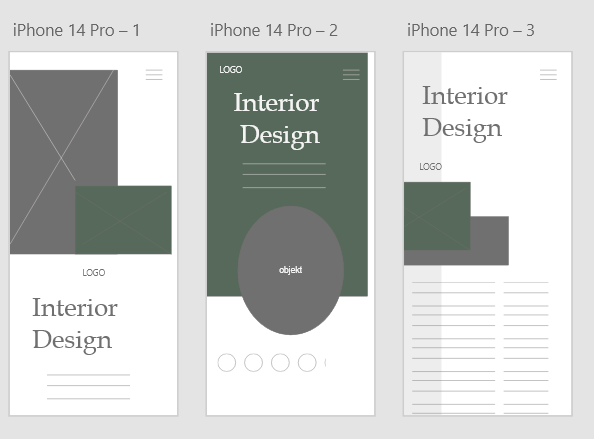 iPhone 14 Pro – 1
LOGO
Interior
Design
iPhone 14 Pro – 2
LOGO
Interior
Design
objekt
iPhone 14 Pro – 3
Interior
Design
LOGO